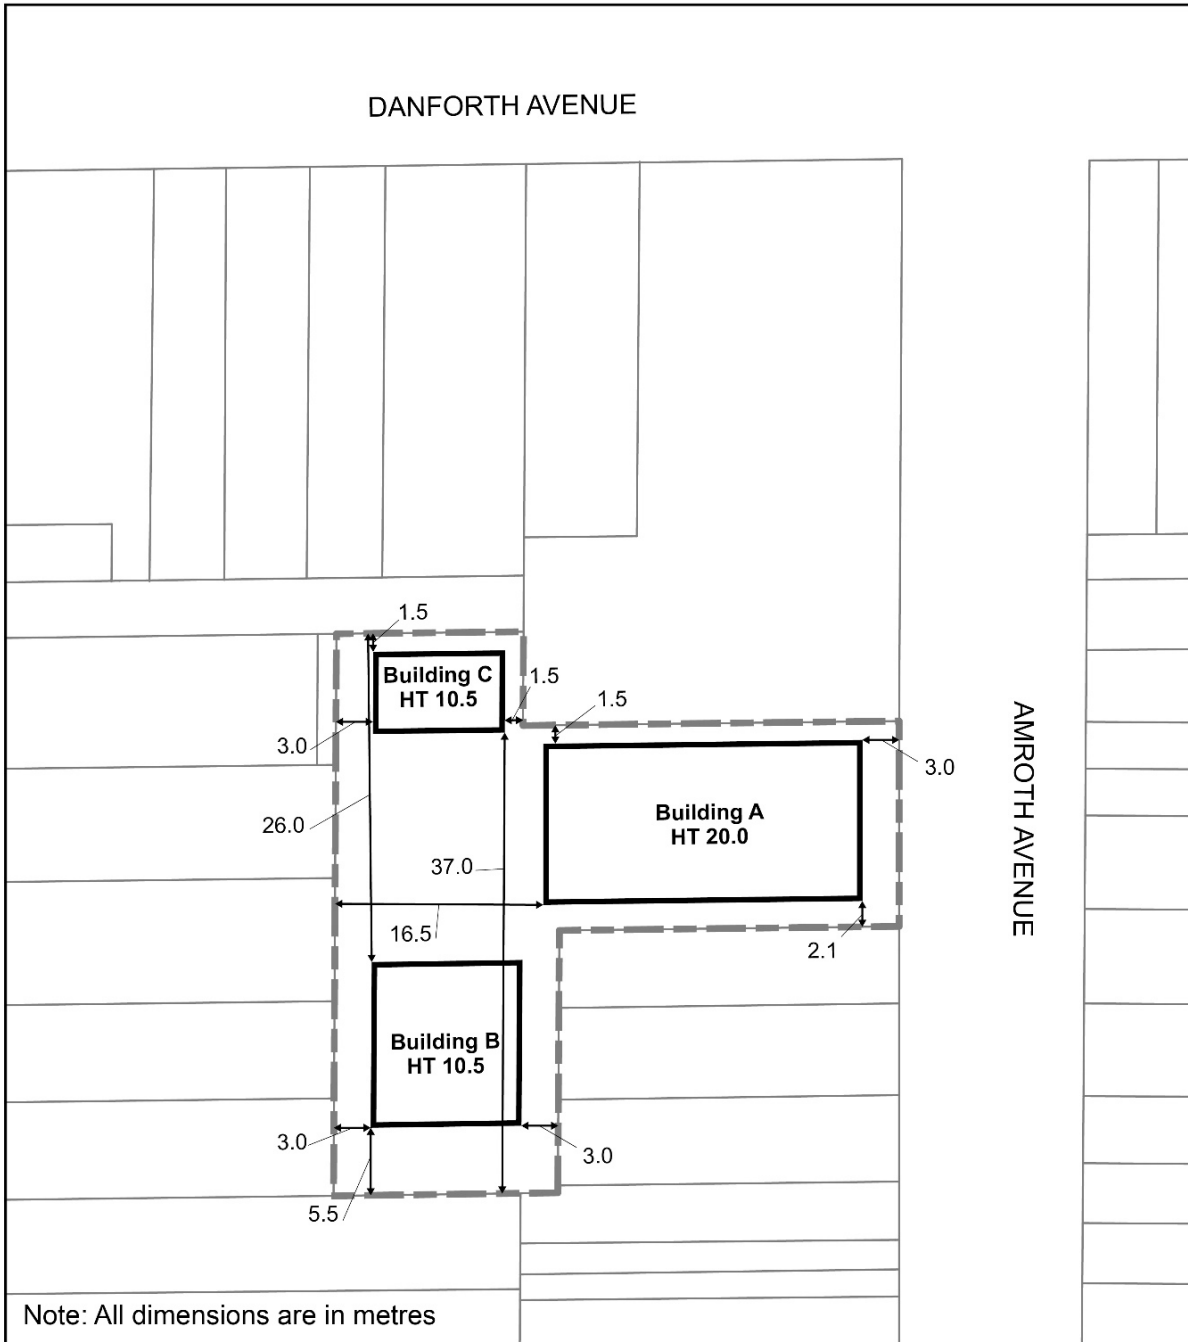 DANFORTH AVENUE
1.5
Building C
HT 10.5
1.5
1.5
3.0
3.0
AMROTH AVENUE
Building A
HT 20.0
26.0
37.0
16.5
2.1
Building B
HT 10.5
3.0
3.0
5.5
Note: All dimensions are in metres